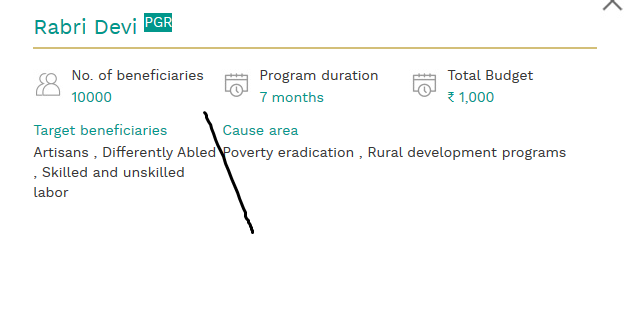 Rabri Devi PGR
No. of beneficiaries
10000
Program duration
7 months
Total Budget
₹ 1,000
Target beneficiaries
Artisans , Differently Abled
, Skilled and unskilled
labor
Cause area
Poverty eradication , Rural development programs